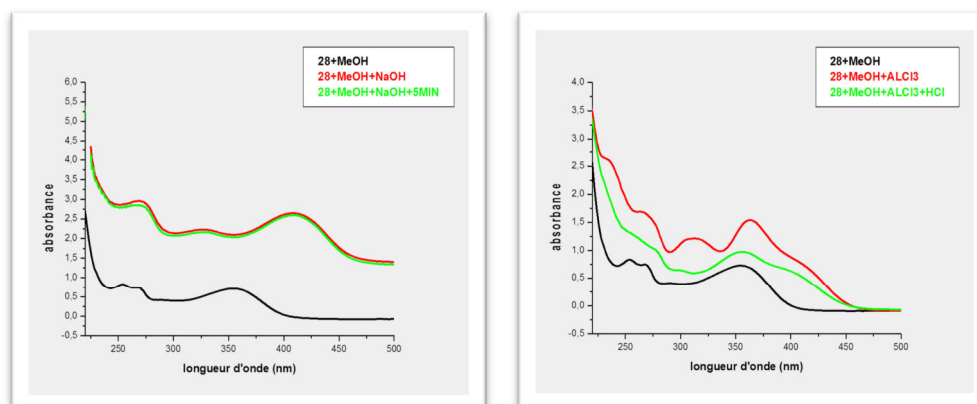 28+MeOH
28+MeOH+NaOH
28+MeOH+NaOH+5MIN
6,0
5,5
5,0
4,5
4,0
3,5
3,0
2,5
2,0
1,5
1,0
0,5
0,0
-0,5
absorbance
250 300 350 400 450 500
longueur d'onde (nm)
28+MeOH
28+MeOH+ALCl3
28+MeOH+ALCl3+HCl
4,0
3,5
3,0
2,5
2,0
1,5
1,0
0,5
0,0
-0,5
absorbance
250 300 350 400 450 500
longueur d'onde (nm)